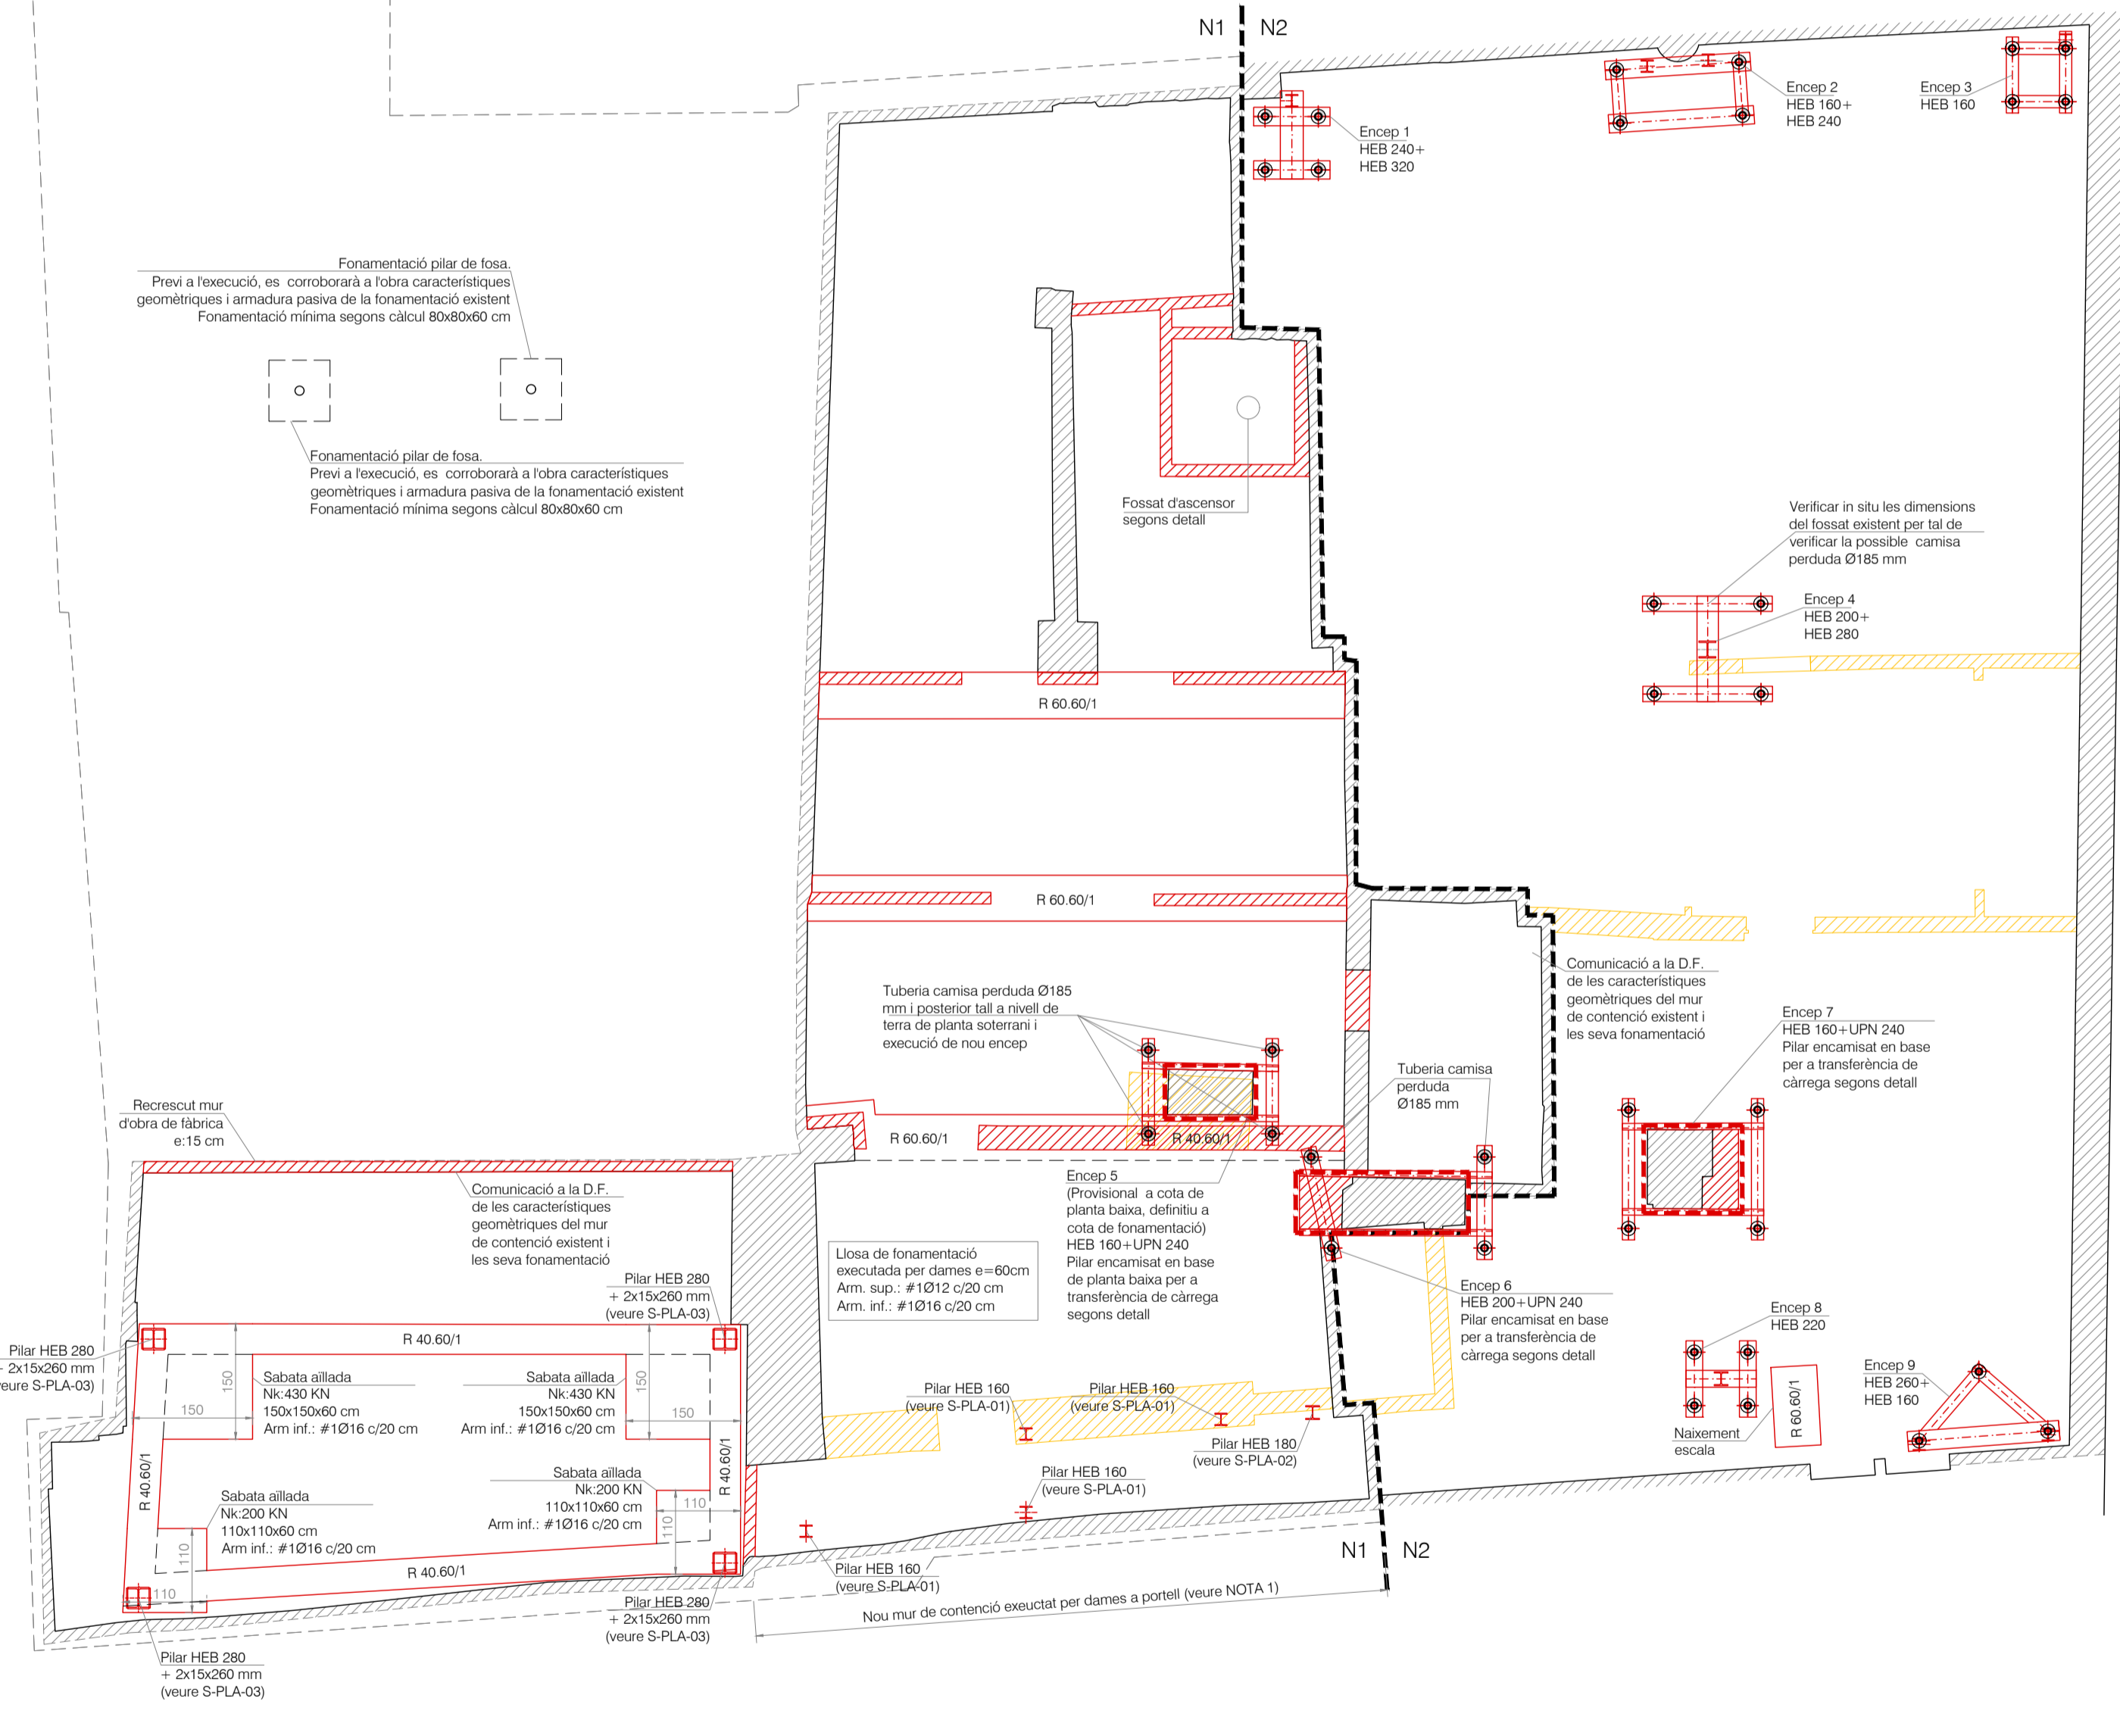 N1
N2
Encep 1
HEB 240+
HEB 320
Encep 2
HEB 160+
HEB 240
Encep 3
HEB 160
Fonamentació pilar de fosa.
Previ a l'execució, es corroborarà a l'obra característiques
geomètriques i armadura pasiva de la fonamentació existent
Fonamentació mínima segons càlcul 80x80x60 cm
Fonamentació pilar de fosa.
Previ a l'execució, es corroborarà a l'obra característiques
geomètriques i armadura pasiva de la fonamentació existent
Fonamentació mínima segons càlcul 80x80x60 cm
Fossat d'ascensor
segons detall
Verificar in situ les dimensions
del fossat existent per tal de
verificar la possible camisa
perduda Ø185 mm
Encep 4
HEB 200+
HEB 280
R 60.60/1
R 60.60/1
Tuberia camisa perduda Ø185
mm i posterior tall a nivell de
terra de planta soterrani i
execució de nou encep
Comunicació a la D.F.
de les característiques
geomètriques del mur
de contenció existent i
les seva fonamentació
Encep 7
HEB 160+UPN 240
Pilar encamisat en base
per a transferència de
càrrega segons detall
Tuberia camisa
perduda
Ø185 mm
Recrescut mur
d'obra de fàbrica
e:15 cm
R 60.60/1
R 40.60/1
Encep 5
(Provisional a cota de
planta baixa, definitiu a
cota de fonamentació)
HEB 160+UPN 240
Pilar encamisat en base
de planta baixa per a
transferència de càrrega
segons detall
Comunicació a la D.F.
de les característiques
geomètriques del mur
de contenció existent i
les seva fonamentació
Llosa de fonamentació
executada per dames e=60cm
Arm. sup.: #1Ø12 c/20 cm
Arm. inf.: #1Ø16 c/20 cm
Encep 6
HEB 200+UPN 240
Pilar encamisat en base
per a transferència de
càrrega segons detall
Pilar HEB 280
+ 2x15x260 mm
(veure S-PLA-03)
Encep 8
HEB 220
Encep 9
HEB 260+
HEB 160
Naixement
escala
R 60.60/1
Pilar HEB 280
+ 2x15x260 mm
(veure S-PLA-03)
R 40.60/1
150
150
Sabata aïllada
Nk:430 KN
150x150x60 cm
Arm inf.: #1Ø16 c/20 cm
Sabata aïllada
Nk:430 KN
150x150x60 cm
Arm inf.: #1Ø16 c/20 cm
150
150
Pilar HEB 160
(veure S-PLA-01)
Pilar HEB 160
(veure S-PLA-01)
Pilar HEB 180
(veure S-PLA-02)
Pilar HEB 160
(veure S-PLA-01)
R 40.60/1
R 40.60/1
Sabata aïllada
Nk:200 KN
110x110x60 cm
Arm inf.: #1Ø16 c/20 cm
110
110
Sabata aïllada
Nk:200 KN
110x110x60 cm
Arm inf.: #1Ø16 c/20 cm
110
110
R 40.60/1
Pilar HEB 160
(veure S-PLA-01)
N1
N2
Nou mur de contenció exeuctat per dames a portell (veure NOTA 1)
Pilar HEB 280
+ 2x15x260 mm
(veure S-PLA-03)
Pilar HEB 280
+ 2x15x260 mm
(veure S-PLA-03)